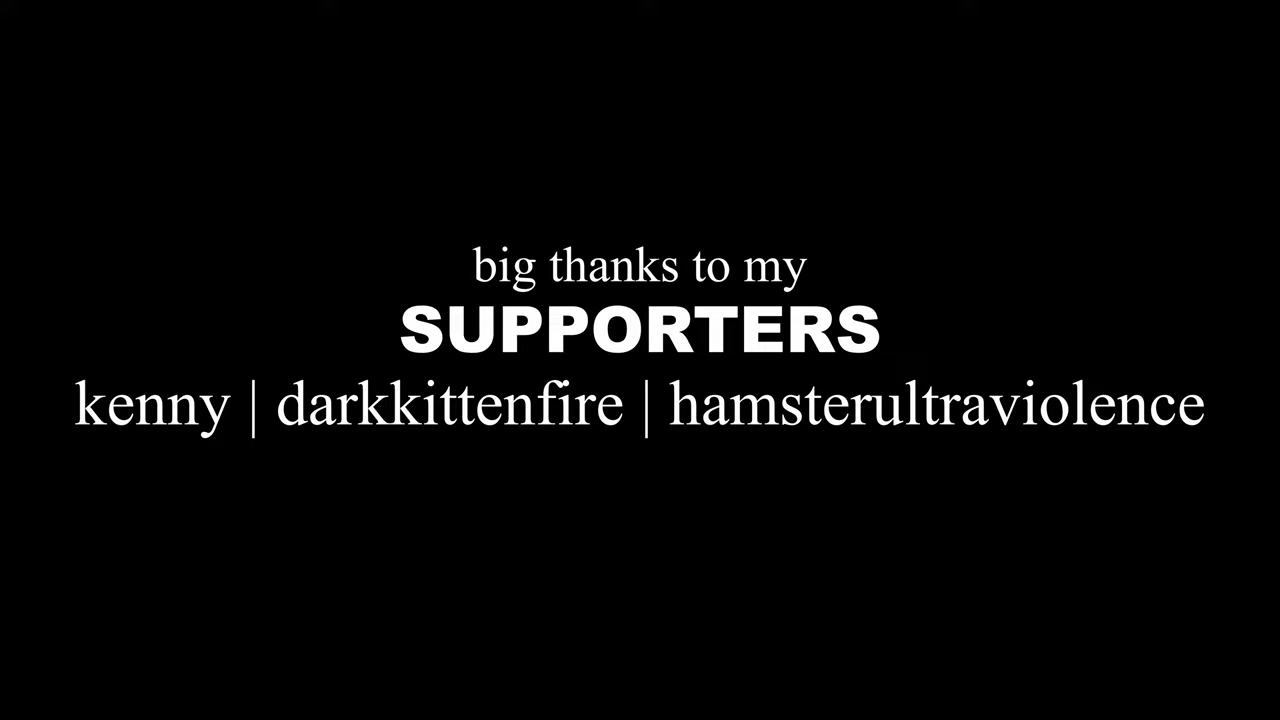 big thanks to my
SUPPORTERS
kenny | darkkittenfire | hamsterultraviolence